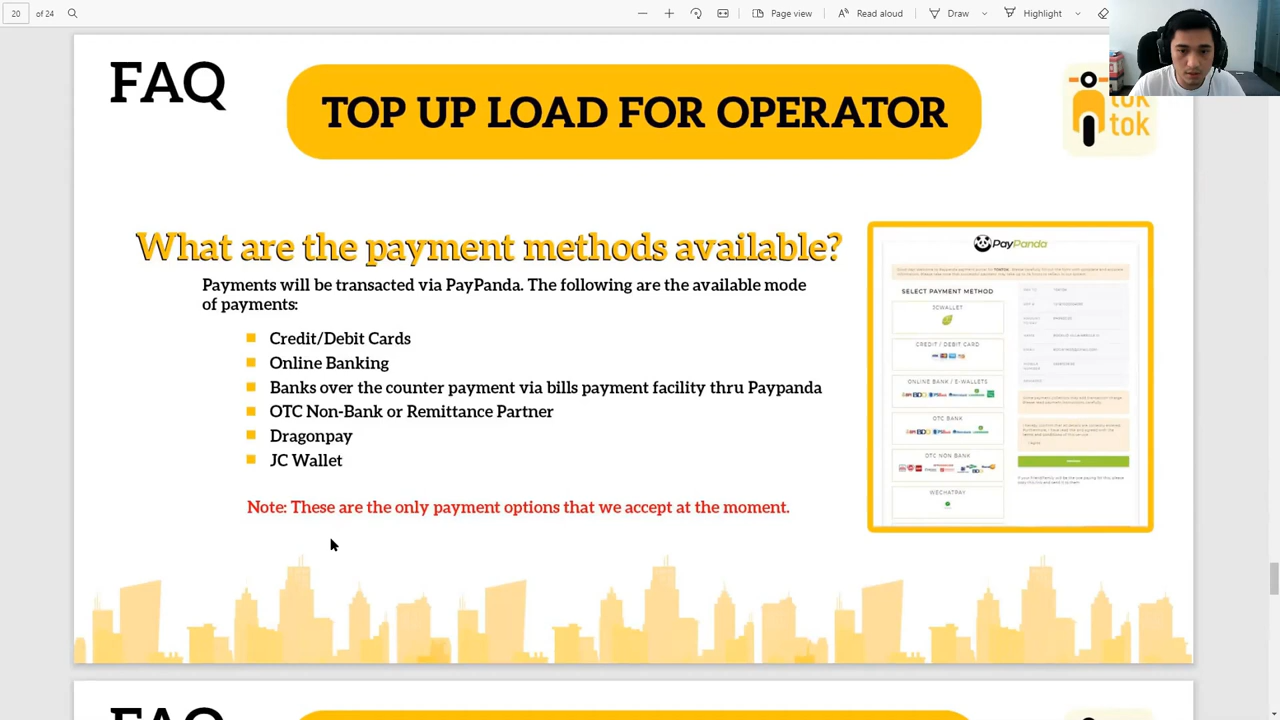 20 of 24
Page view
Read aloud
Draw
Highlight
FAQ
TOP UP LOAD FOR OPERATOR
tok
tok
What are the payment methods available?
Payments will be transacted via PayPanda. The following are the available mode
of payments:
Credit/Debit Cards
Online Banking
Banks over the counter payment via bills payment facility thru Paypanda
OTC Non-Bank or Remittance Partner
Dragonpay
JC Wallet
Note: These are the only payment options that we accept at the moment.
PayPanda
SELECT PAYMENT METHOD
JCWALLET
CREDIT / DEBIT CARD
ONLINE BANK / E-WALLETS
OTC BANK
OTC NON BANK
WECHATPAY
FAQ